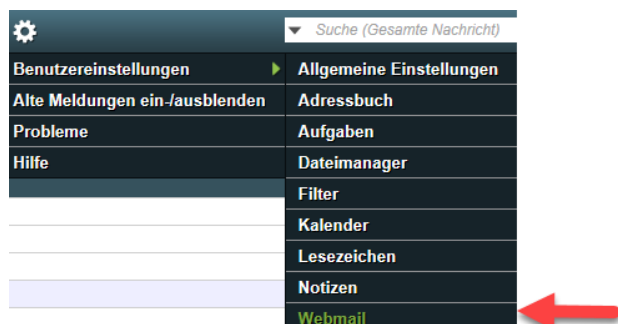 Suche (Gesamte Nachricht)
Benutzereinstellungen
Alte Meldungen ein-/ausblenden
Probleme
Hilfe
Allgemeine Einstellungen
Adressbuch
Aufgaben
Dateimanager
Filter
Kalender
Lesezeichen
Notizen
Webmail